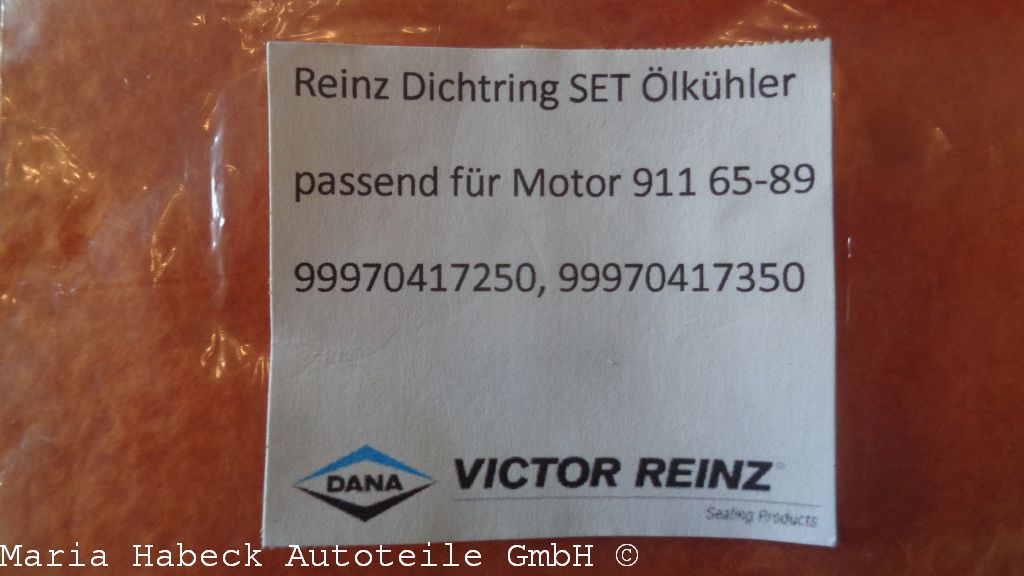 Reinz Dichtring SET Ölkühler
passend für Motor 911 65-89
99970417250, 99970417350
DANA
VICTOR REINZ
Sealing Products
Maria Habeck Autoteile GmbH ©